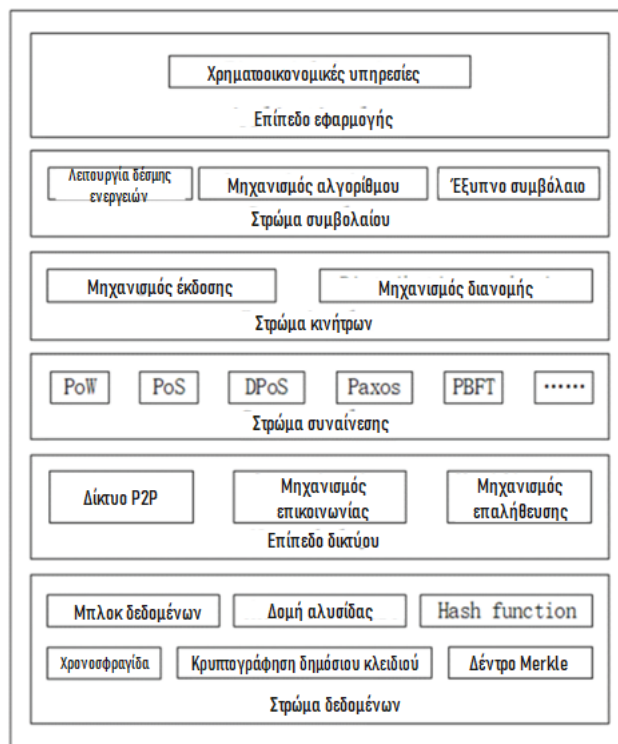 Χρηματοοικονομικές υπηρεσίες
Επίπεδο εφαρμογής
Λειτουργία δέσμης
ενεργειών
Μηχανισμός αλγορίθμου
Έξυπνο συμβόλαιο
Στρώμα συμβολαίου
Μηχανισμός έκδοσης
Μηχανισμός διανομής
Στρώμα κινήτρων
PoW
PoS
DPoS
Paxos
PBFT
......
Στρώμα συναίνεσης
Δίκτυο P2P
Μηχανισμός
επικοινωνίας
Μηχανισμός
επαλήθευσης
Επίπεδο δικτύου
Μπλοκ δεδομένων
Δομή αλυσίδας
Hash function
Χρονοσφραγίδα
Κρυπτογράφηση δημόσιου κλειδιού
Δέντρο Merkle
Στρώμα δεδομένων